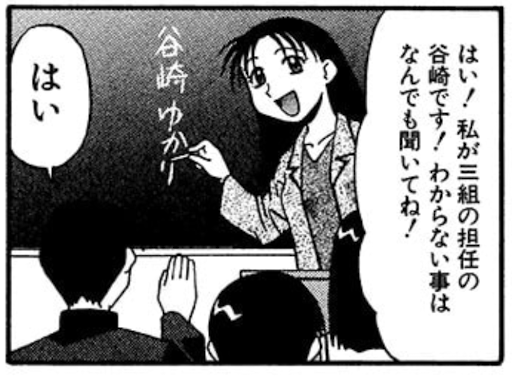 はい! 私が三組の担任の
谷崎です! わからない事は
なんでも聞いてね!
谷崎ゆかり
はい